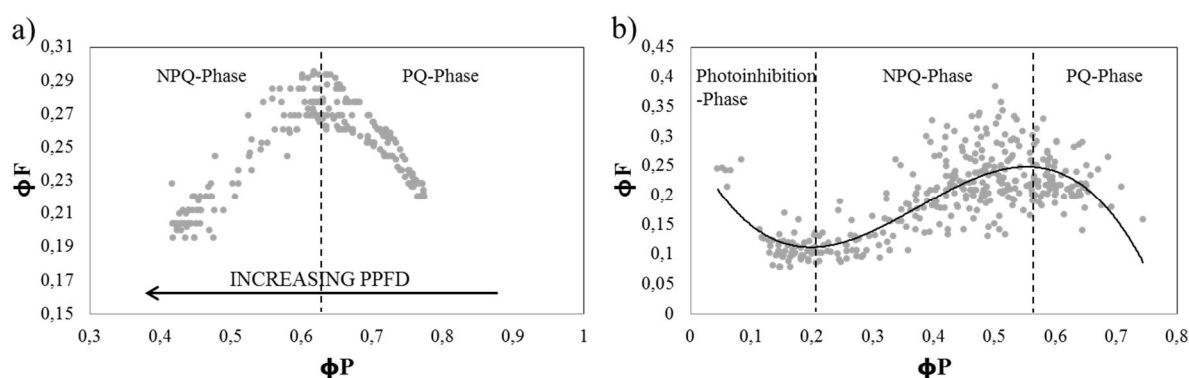 a)
ϕF
0,31
0,29
0,27
0,25
0,23
0,21
0,19
0,17
0,15
NPQ-Phase
PQ-Phase
INCREASING PPFD
0,3
0,4
0,5
0,6
0,7
0,8
0,9
1
ϕP
b)
ϕF
0,45
0,4
0,35
0,3
0,25
0,2
0,15
0,1
0,05
0
Photoinhibition
-Phase
NPQ-Phase
PQ-Phase
0
0,1
0,2
0,3
0,4
0,5
0,6
0,7
0,8
ϕP